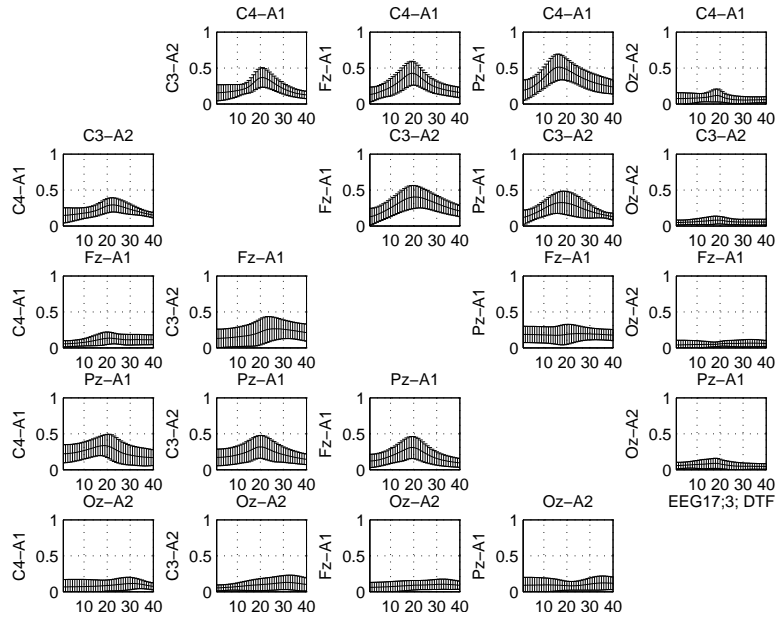 C4−A1 C4−A1 C4−A1 C4−A1
C3−A2 Fz−A1 Pz−A1 Oz−A2
1 0.5 0 1 0.5 0 1 0.5 0 1 0.5 0
10 20 30 40 10 20 30 40 10 20 30 40 10 20 30 40
C3−A2 C3−A2 C3−A2 C3−A2
C4−A1 Fz−A1 Pz−A1 Oz−A2
1 0.5 0 1 0.5 0 1 0.5 0 1 0.5 0
10 20 30 40 10 20 30 40 10 20 30 40 10 20 30 40
Fz−A1 Fz−A1 Fz−A1 Fz−A1
C4−A1 C3−A2 Pz−A1 Oz−A2
1 0.5 0 1 0.5 0 1 0.5 0 1 0.5 0
10 20 30 40 10 20 30 40 10 20 30 40 10 20 30 40
Pz−A1 Pz−A1 Pz−A1 Pz−A1
C4−A1 C3−A2 Fz−A1 Oz−A2
1 0.5 0 1 0.5 0 1 0.5 0 1 0.5 0
10 20 30 40 10 20 30 40 10 20 30 40 10 20 30 40
EEG17;3; DTF
Oz−A2 Oz−A2 Oz−A2 Oz−A2
C4−A1 C3−A2 Fz−A1 Pz−A1
1 0.5 0 1 0.5 0 1 0.5 0 1 0.5 0
10 20 30 40 10 20 30 40 10 20 30 40 10 20 30 40